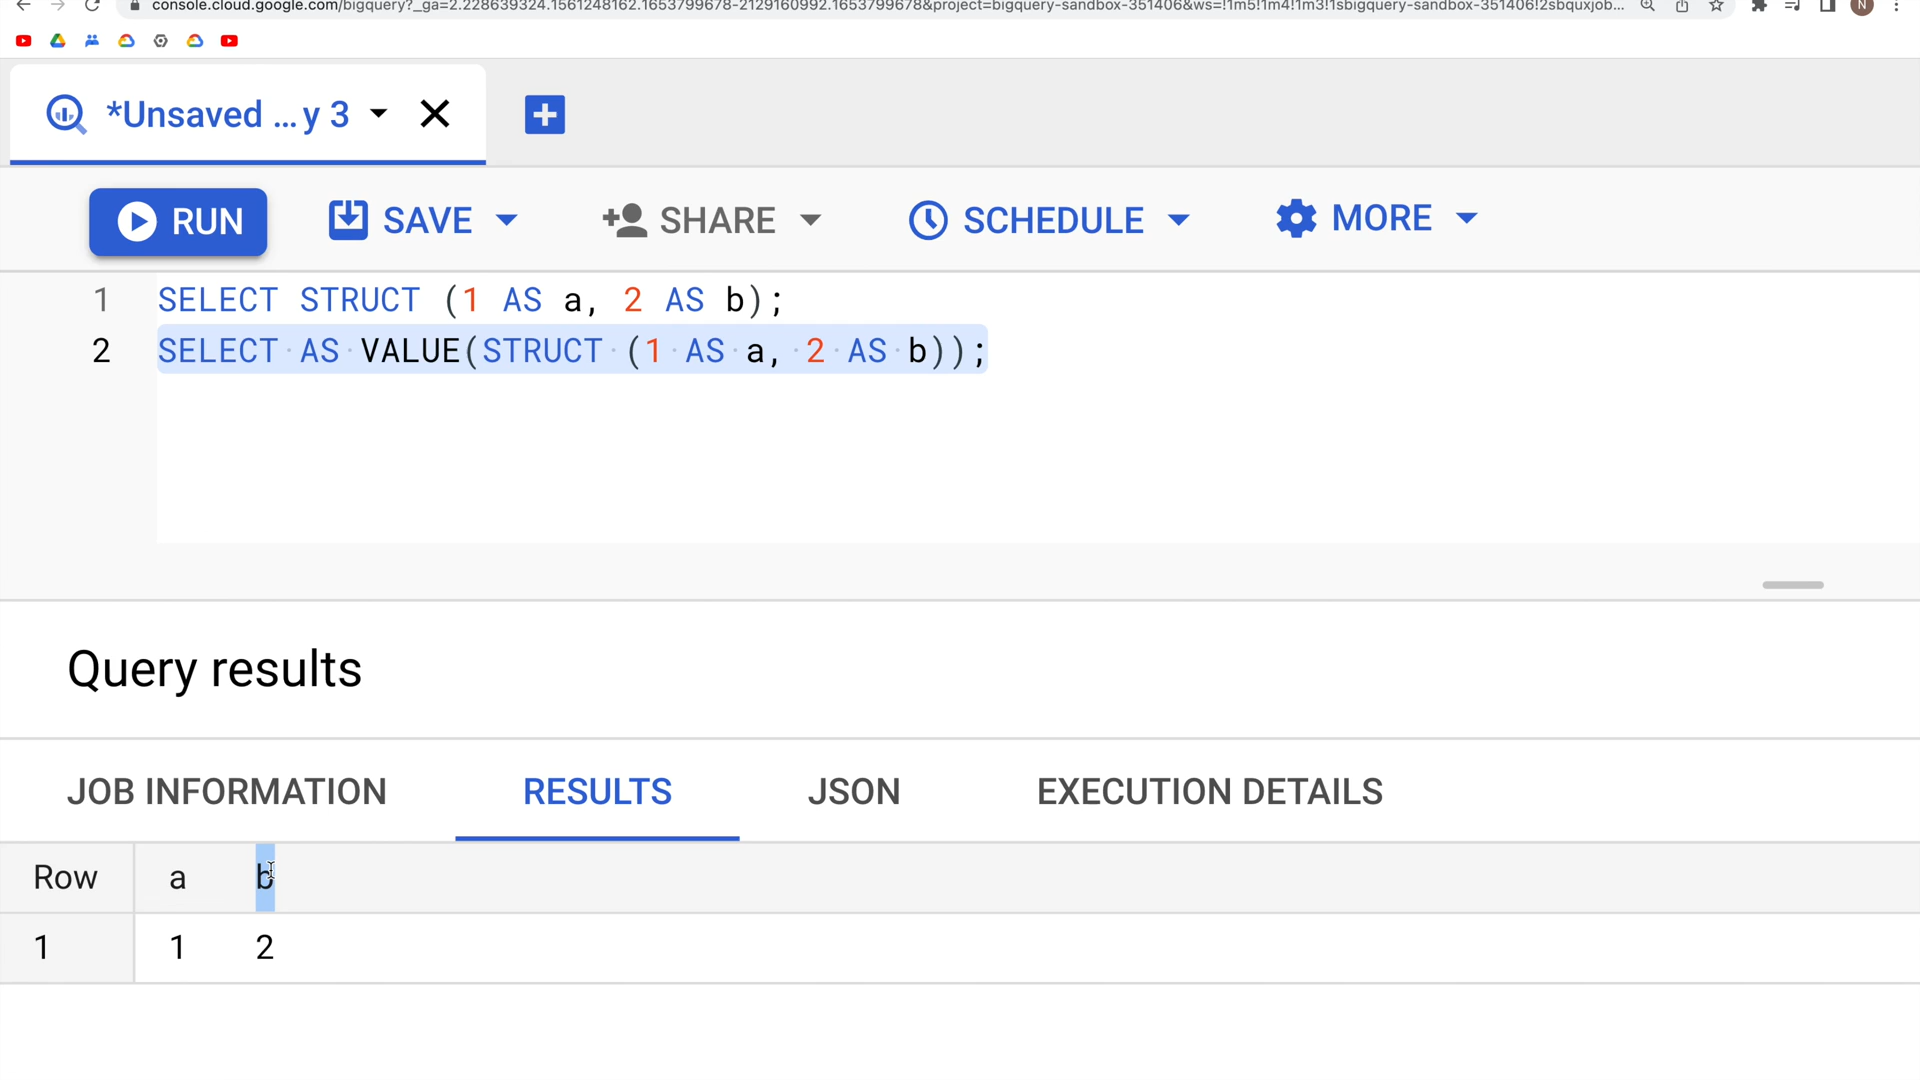 console.cloud.google.com/bigquery?_ga=2.228639324.1561248162.1653799678-2129160992.1653799678&project=bigquery-sandbox-351406&ws=!1m5!1m4!1m3!1sbigquery-sandbox-351406!2sbquxjob... N
*Unsaved ...y 3
RUN SAVE SHARE SCHEDULE MORE
1 SELECT STRUCT (1 AS a, 2 AS b);
2 SELECT AS VALUE(STRUCT (1 AS a, 2 AS b));
Query results
JOB INFORMATION RESULTS JSON EXECUTION DETAILS
Row a b
1 1 2